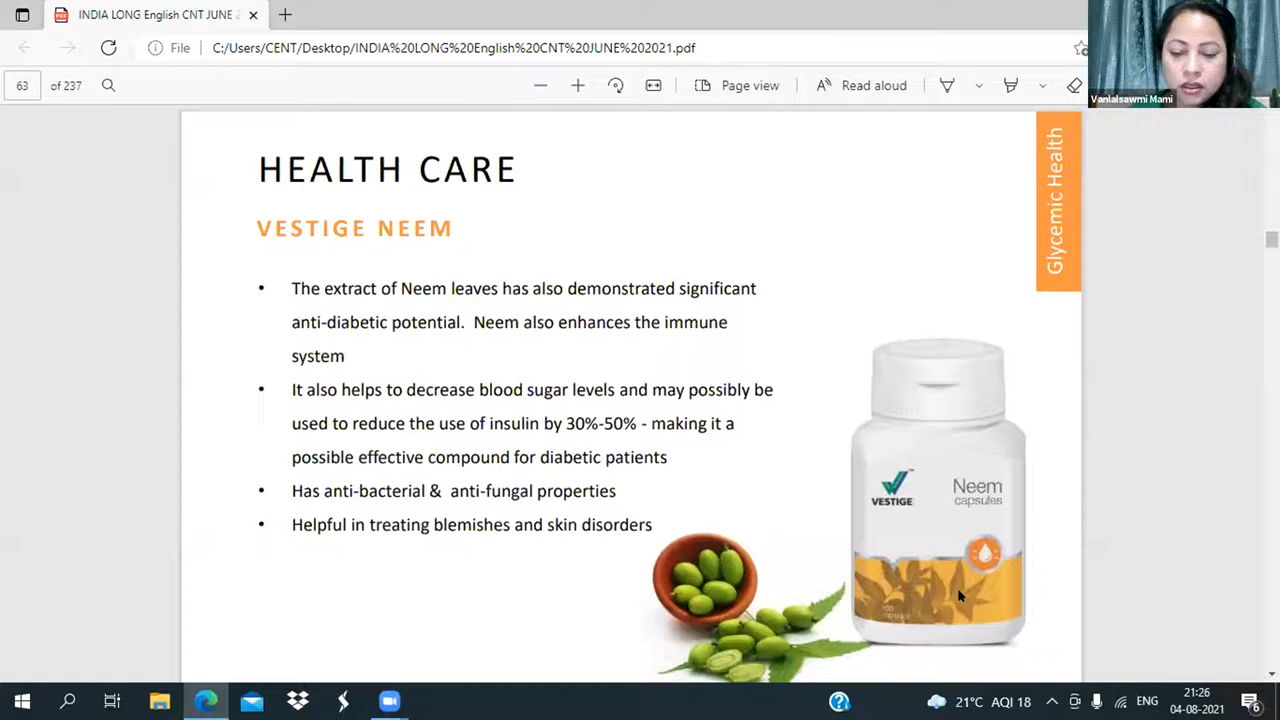 INDIA LONG English CNT JUNE 2
File
C:/Users/CENT/Desktop/INDIA%20LONG%20English%20CNT%20JUNE%202021.pdf
63
of 237
Page view
Read aloud
Vanlalsawmi Mami
HEALTH CARE
Glycemic Health
VESTIGE NEEM
• The extract of Neem leaves has also demonstrated significant
anti-diabetic potential.  Neem also enhances the immune
system
• It also helps to decrease blood sugar levels and may possibly be
used to reduce the use of insulin by 30%-50% - making it a
possible effective compound for diabetic patients
• Has anti-bacterial &  anti-fungal properties
• Helpful in treating blemishes and skin disorders
VESTIGE
Neem
capsules
21°C AQI 18
ENG
21:26
04-08-2021
6